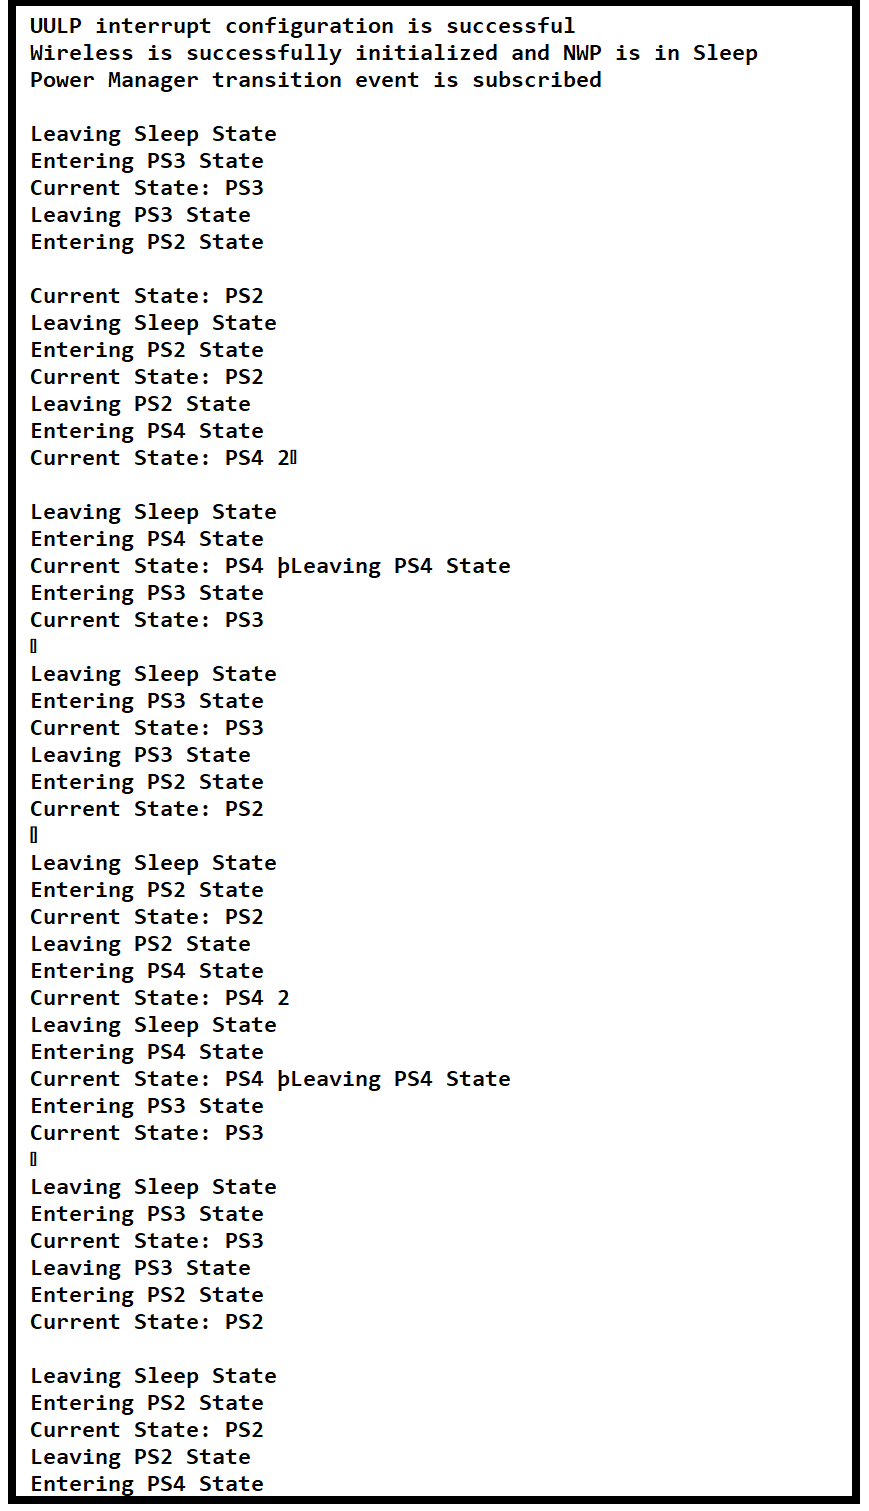 UULP interrupt configuration is successful
Wireless is successfully initialized and NWP is in Sleep
Power Manager transition event is subscribed
Leaving Sleep State
Entering PS3 State
Current State: PS3
Leaving PS3 State
Entering PS2 State
Current State: PS2
Leaving Sleep State
Entering PS2 State
Current State: PS2
Leaving PS2 State
Entering PS4 State
Current State: PS4 2▯
Leaving Sleep State
Entering PS4 State
Current State: PS4 þLeaving PS4 State
Entering PS3 State
Current State: PS3
▯
Leaving Sleep State
Entering PS3 State
Current State: PS3
Leaving PS3 State
Entering PS2 State
Current State: PS2
▯
Leaving Sleep State
Entering PS2 State
Current State: PS2
Leaving PS2 State
Entering PS4 State
Current State: PS4 2
Leaving Sleep State
Entering PS4 State
Current State: PS4 þLeaving PS4 State
Entering PS3 State
Current State: PS3
▯
Leaving Sleep State
Entering PS3 State
Current State: PS3
Leaving PS3 State
Entering PS2 State
Current State: PS2
Leaving Sleep State
Entering PS2 State
Current State: PS2
Leaving PS2 State
Entering PS4 State